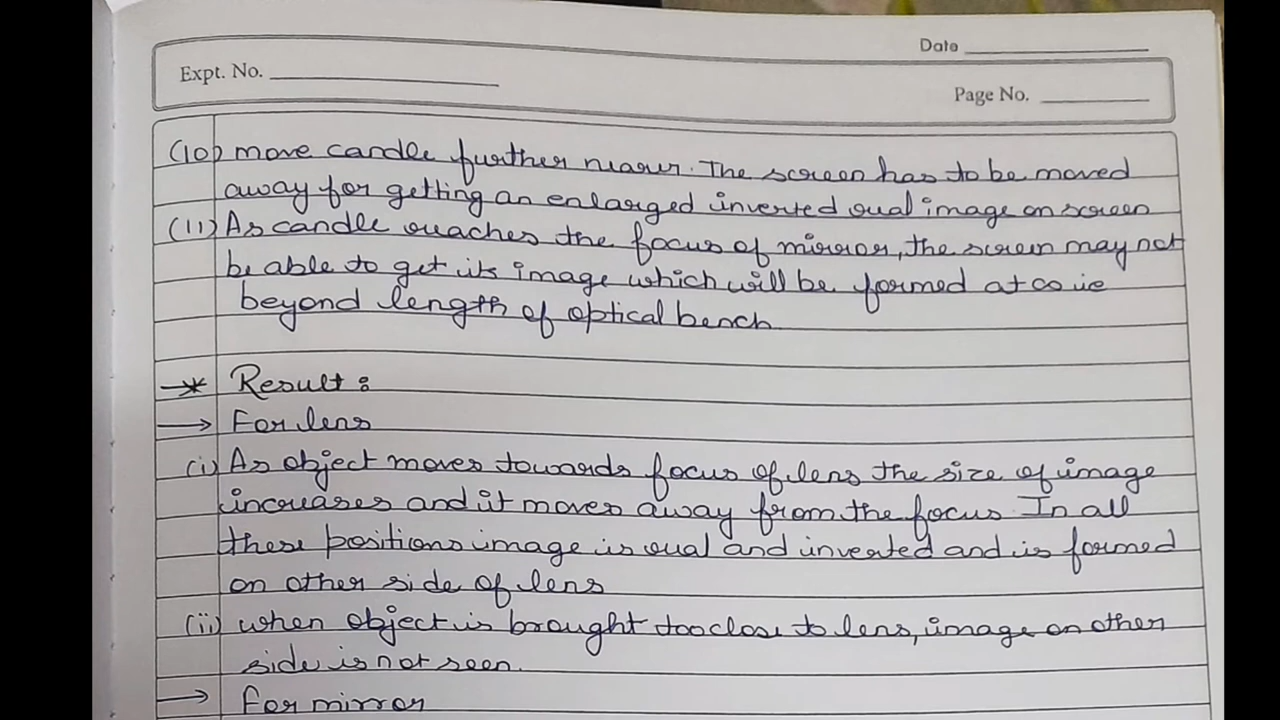 Date
Expt. No.
Page No.
(10) move candle further nearer. The screen has to be moved
away for getting an enlarged inverted real image on screen
(11) As candle reaches the focus of mirror, the screen may not
be able to get its image which will be formed at ∞ ie
beyond length of optical bench
Result :
→ For lens
(i) As object moves towards focus of lens the size of image
increases and it moves away from the focus. In all
these positions image is real and inverted and is formed
on other side of lens
(ii) when object is brought too close to lens, image on other
side is not seen.
→ For mirror